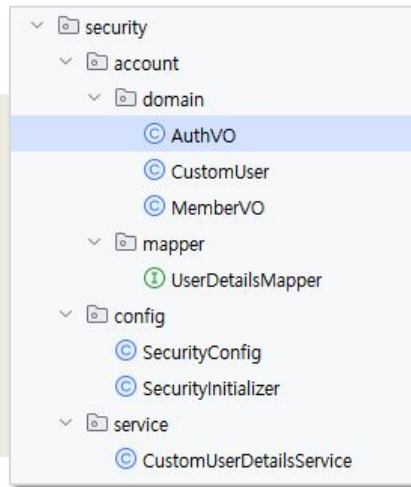 security
account
domain
AuthVO
CustomUser
MemberVO
mapper
UserDetailsMapper
config
SecurityConfig
SecurityInitializer
service
CustomUserDetailsService